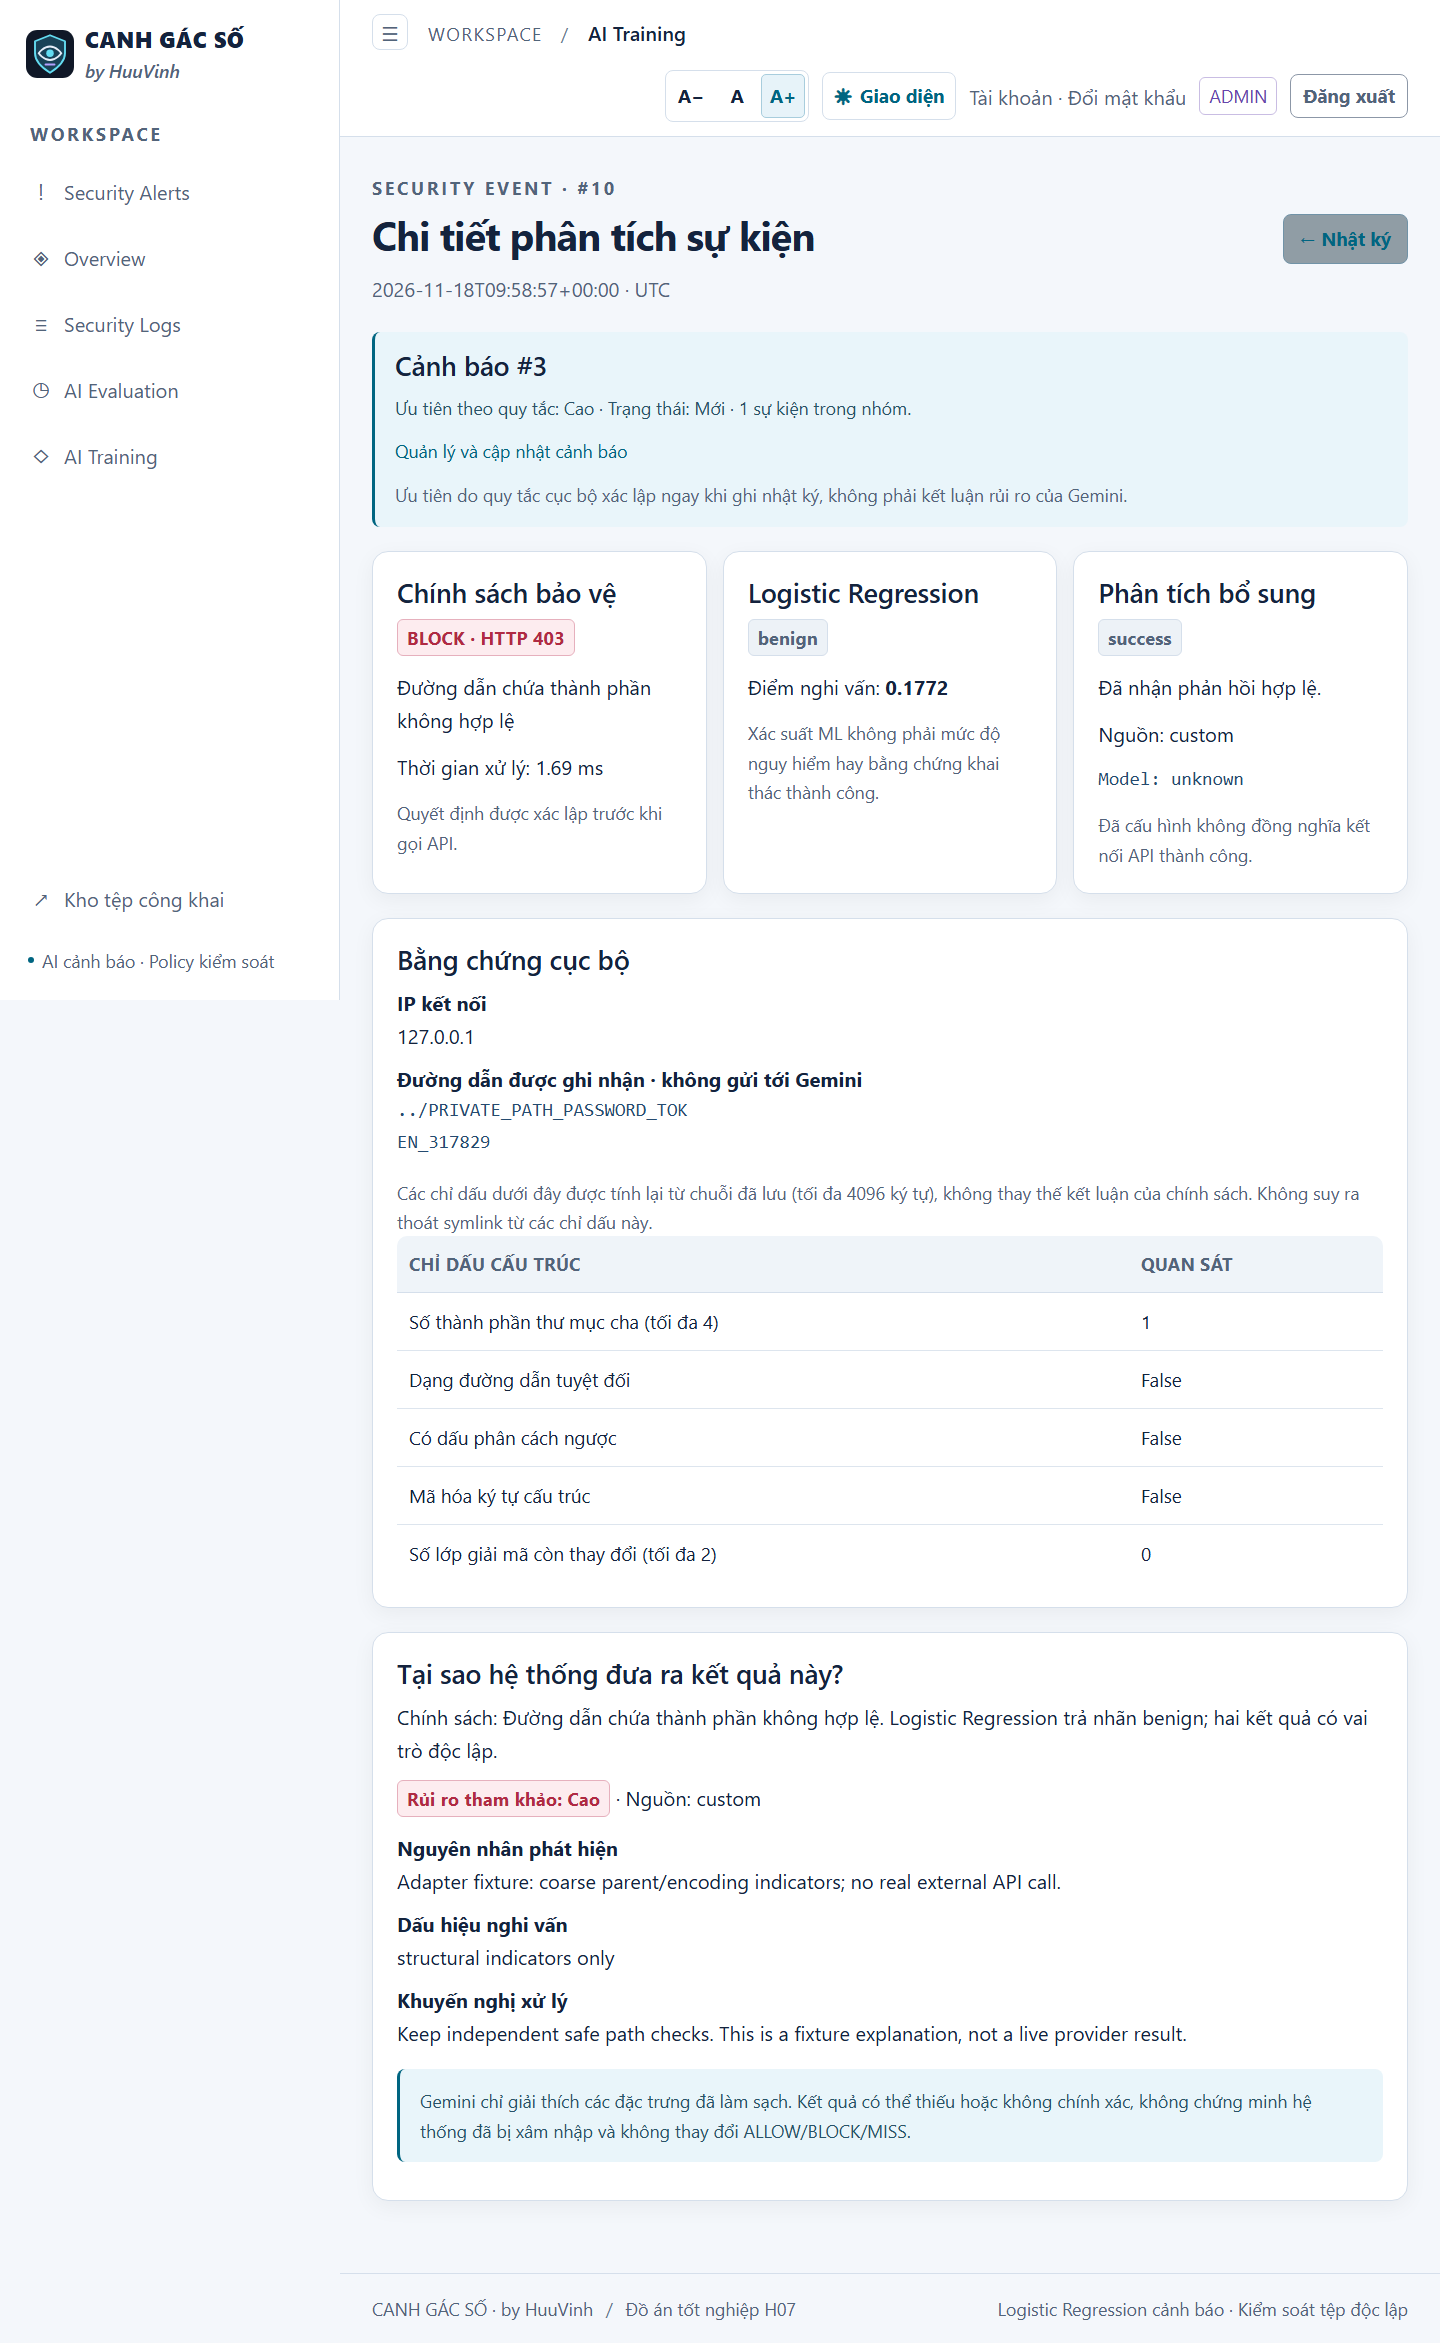 CANH GÁC SỐ
by HuuVinh
WORKSPACE
! Security Alerts
Overview
Security Logs
AI Evaluation
AI Training
Kho tệp công khai
AI cảnh báo · Policy kiểm soát
WORKSPACE / AI Training
A− A A+ Giao diện Tài khoản · Đổi mật khẩu ADMIN Đăng xuất
SECURITY EVENT · #10
Chi tiết phân tích sự kiện
← Nhật ký
2026-11-18T09:58:57+00:00 · UTC
Cảnh báo #3
Ưu tiên theo quy tắc: Cao · Trạng thái: Mới · 1 sự kiện trong nhóm.
Quản lý và cập nhật cảnh báo
Ưu tiên do quy tắc cục bộ xác lập ngay khi ghi nhật ký, không phải kết luận rủi ro của Gemini.
Chính sách bảo vệ
BLOCK · HTTP 403
Đường dẫn chứa thành phần
không hợp lệ
Thời gian xử lý: 1.69 ms
Quyết định được xác lập trước khi
gọi API.
Logistic Regression
benign
Điểm nghi vấn: 0.1772
Xác suất ML không phải mức độ
nguy hiểm hay bằng chứng khai
thác thành công.
Phân tích bổ sung
success
Đã nhận phản hồi hợp lệ.
Nguồn: custom
Model: unknown
Đã cấu hình không đồng nghĩa kết
nối API thành công.
Bằng chứng cục bộ
IP kết nối
127.0.0.1
Đường dẫn được ghi nhận · không gửi tới Gemini
../PRIVATE_PATH_PASSWORD_TOK
EN_317829
Các chỉ dấu dưới đây được tính lại từ chuỗi đã lưu (tối đa 4096 ký tự), không thay thế kết luận của chính sách. Không suy ra
thoát symlink từ các chỉ dấu này.
CHỈ DẤU CẤU TRÚC QUAN SÁT
Số thành phần thư mục cha (tối đa 4) 1
Dạng đường dẫn tuyệt đối False
Có dấu phân cách ngược False
Mã hóa ký tự cấu trúc False
Số lớp giải mã còn thay đổi (tối đa 2) 0
Tại sao hệ thống đưa ra kết quả này?
Chính sách: Đường dẫn chứa thành phần không hợp lệ. Logistic Regression trả nhãn benign; hai kết quả có vai
trò độc lập.
Rủi ro tham khảo: Cao · Nguồn: custom
Nguyên nhân phát hiện
Adapter fixture: coarse parent/encoding indicators; no real external API call.
Dấu hiệu nghi vấn
structural indicators only
Khuyến nghị xử lý
Keep independent safe path checks. This is a fixture explanation, not a live provider result.
Gemini chỉ giải thích các đặc trưng đã làm sạch. Kết quả có thể thiếu hoặc không chính xác, không chứng minh hệ
thống đã bị xâm nhập và không thay đổi ALLOW/BLOCK/MISS.
CANH GÁC SỐ · by HuuVinh / Đồ án tốt nghiệp H07
Logistic Regression cảnh báo · Kiểm soát tệp độc lập